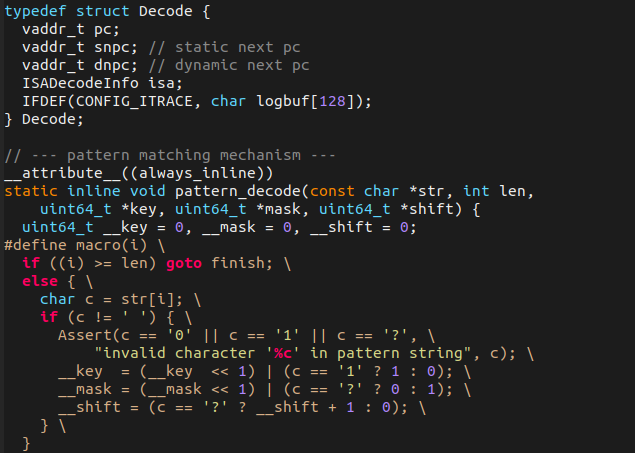 typedef struct Decode {
  vaddr_t pc;
  vaddr_t snpc; // static next pc
  vaddr_t dnpc; // dynamic next pc
  ISADecodeInfo isa;
  IFDEF(CONFIG_ITRACE, char logbuf[128]);
} Decode;

// --- pattern matching mechanism ---
__attribute__((always_inline))
static inline void pattern_decode(const char *str, int len,
    uint64_t *key, uint64_t *mask, uint64_t *shift) {
  uint64_t __key = 0, __mask = 0, __shift = 0;
#define macro(i) \
  if ((i) >= len) goto finish; \
  else { \
    char c = str[i]; \
    if (c != ' ') { \
      Assert(c == '0' || c == '1' || c == '?', \
          "invalid character '%c' in pattern string", c); \
      __key  = (__key  << 1) | (c == '1' ? 1 : 0); \
      __mask = (__mask << 1) | (c == '?' ? 0 : 1); \
      __shift = (c == '?' ? __shift + 1 : 0); \
    } \
  }